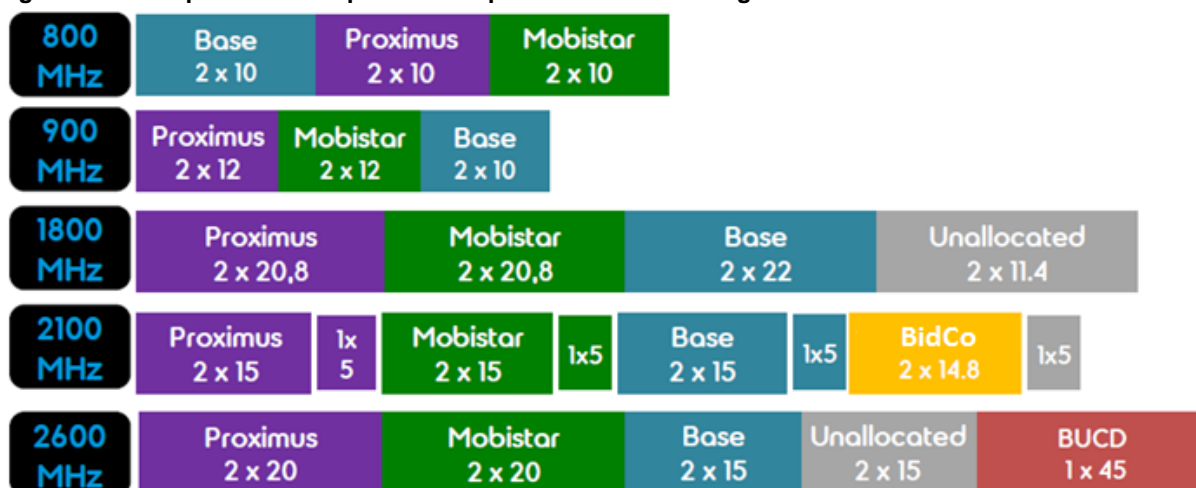 800 MHz
Base 2 x 10
Proximus 2 x 10
Mobistar 2 x 10
900 MHz
Proximus 2 x 12
Mobistar 2 x 12
Base 2 x 10
1800 MHz
Proximus 2 x 20,8
Mobistar 2 x 20,8
Base 2 x 22
Unallocated 2 x 11.4
2100 MHz
Proximus 2 x 15
1x 5
Mobistar 2 x 15
1x5
Base 2 x 15
1x5
BidCo 2 x 14.8
1x5
2600 MHz
Proximus 2 x 20
Mobistar 2 x 20
Base 2 x 15
Unallocated 2 x 15
BUCD 1 x 45